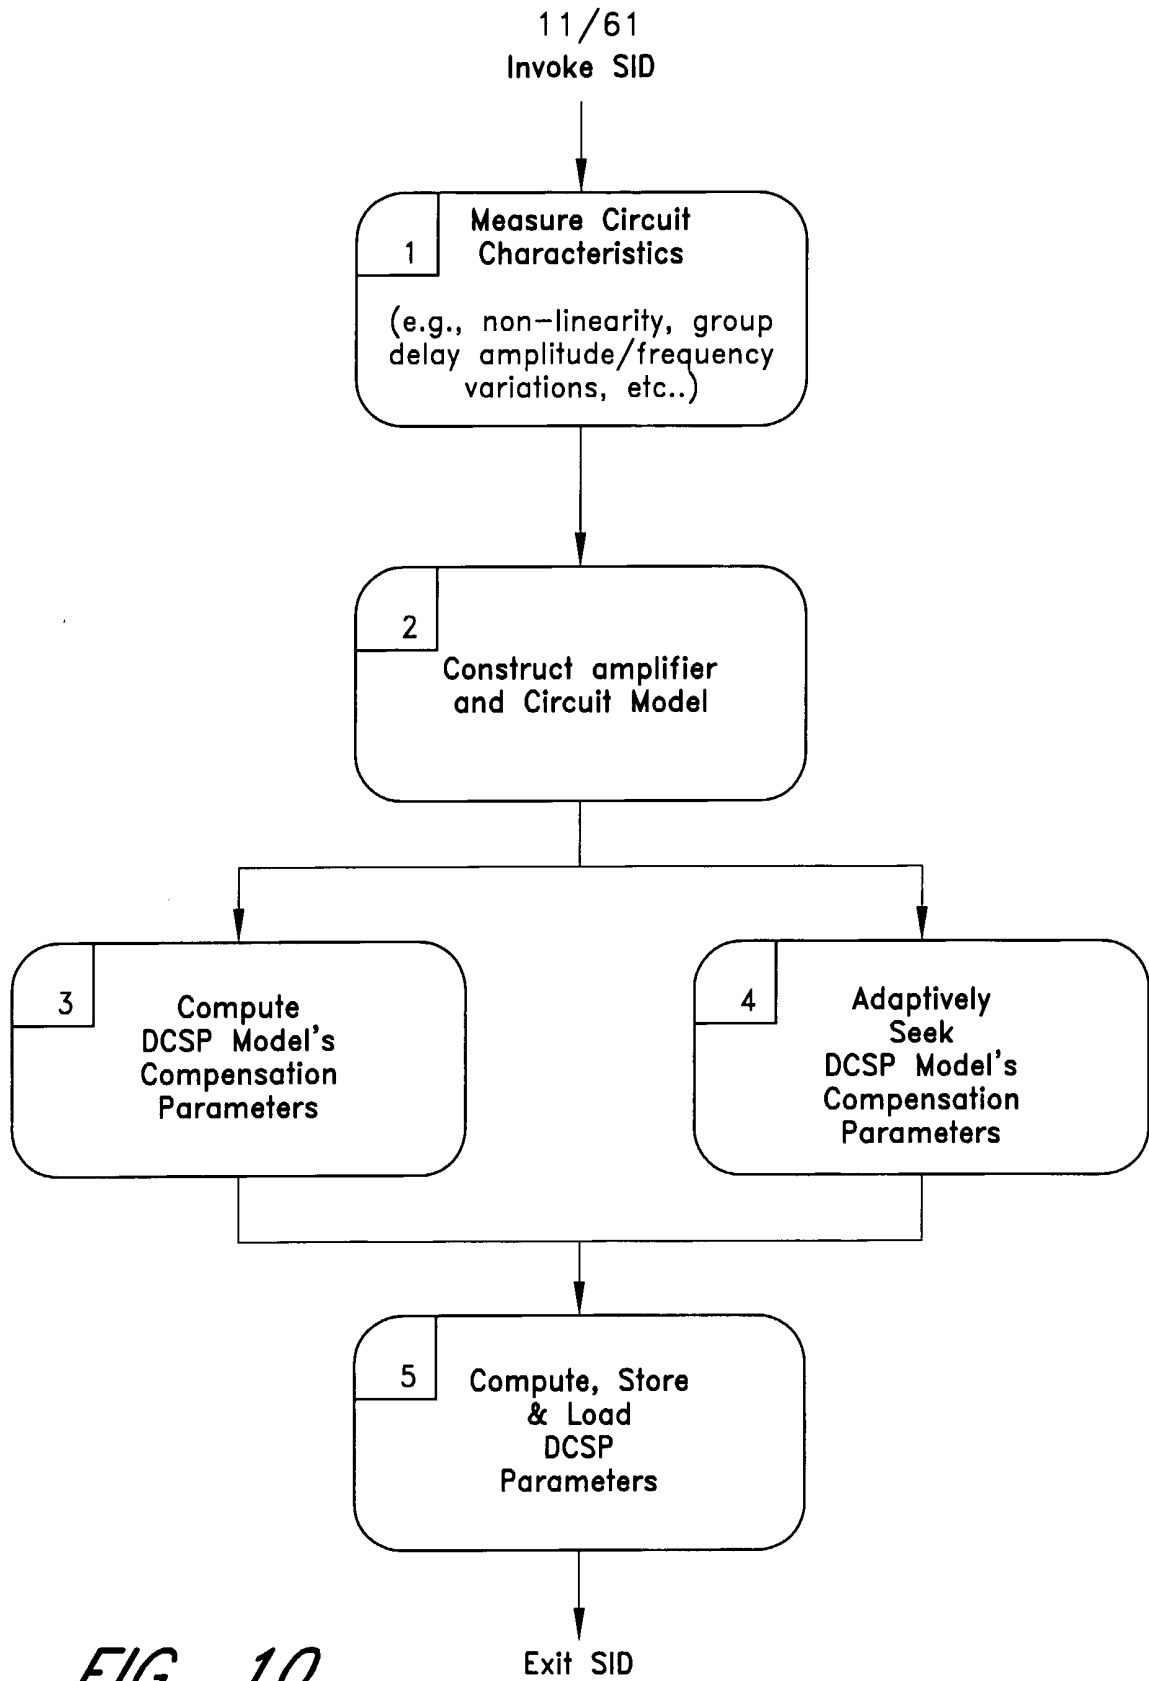 11/61
Invoke SID
1
Measure Circuit
Characteristics
(e.g., non-linearity, group
delay amplitude/frequency
variations, etc..)
2
Construct amplifier
and Circuit Model
3
Compute
DCSP Model's
Compensation
Parameters
4
Adaptively
Seek
DCSP Model's
Compensation
Parameters
5
Compute, Store
& Load
DCSP
Parameters
Exit SID
FIG. 10